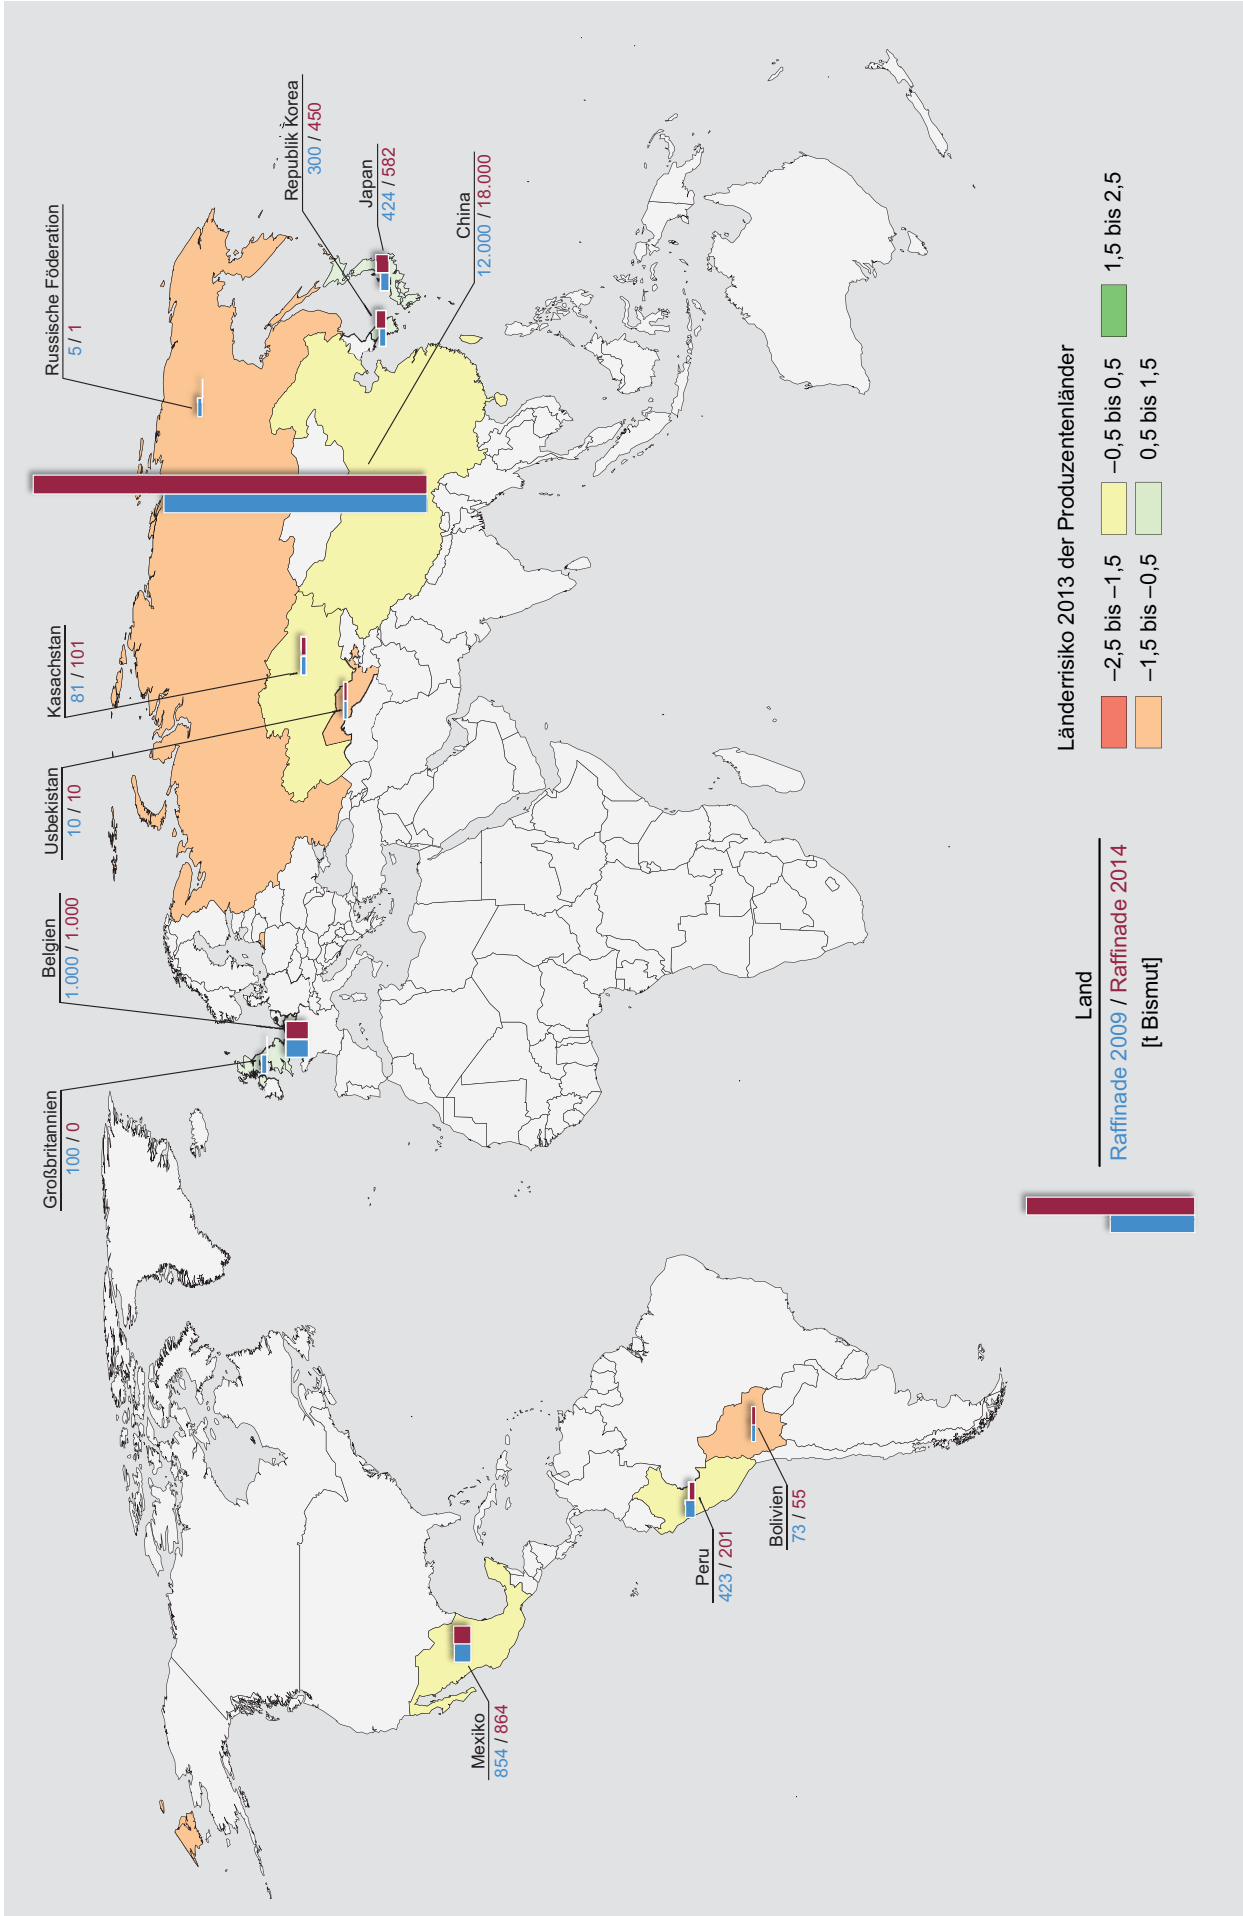 Großbritannien
100 / 0
Belgien
1.000 / 1.000
Usbekistan
10 / 10
Kasachstan
81 / 101
Russische Föderation
5 / 1
Republik Korea
300 / 450
Japan
424 / 582
China
12.000 / 18.000
Mexiko
854 / 864
Peru
423 / 201
Bolivien
73 / 55
Land
Raffinade 2009 / Raffinade 2014
[t Bismut]
Länderrisiko 2013 der Produzentenländer
–2,5 bis –1,5
–0,5 bis 0,5
1,5 bis 2,5
–1,5 bis –0,5
0,5 bis 1,5